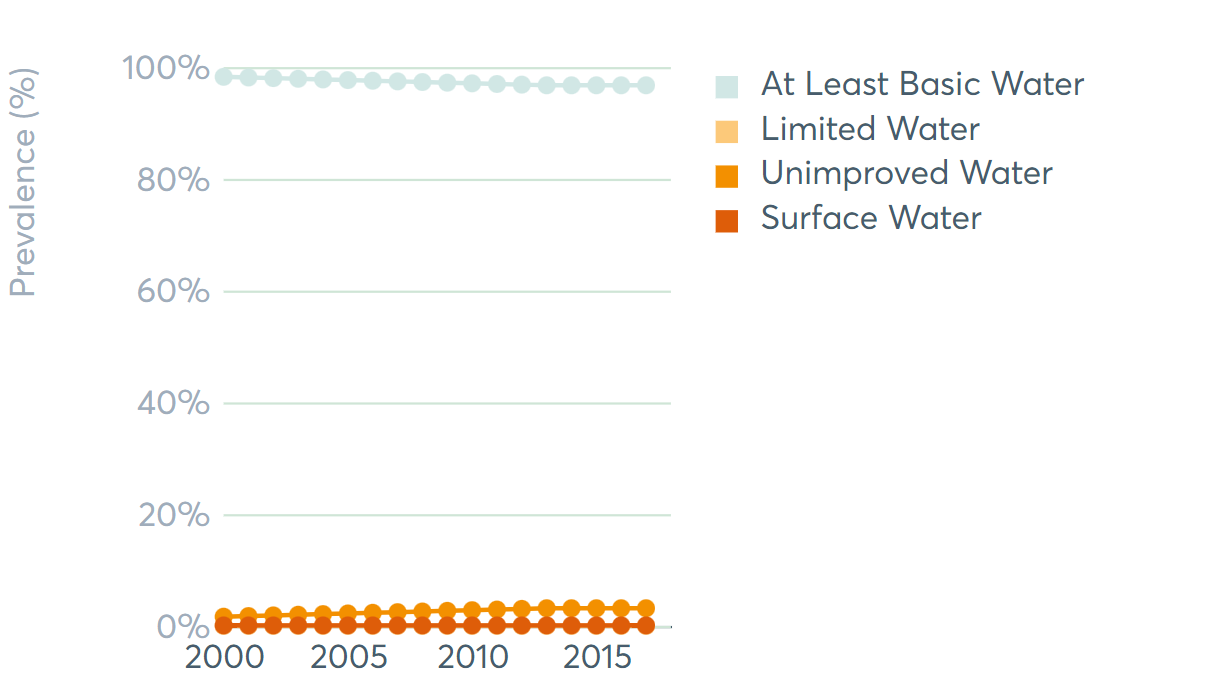 Prevalence (%)
100%
80%
60%
40%
20%
0%
2000 2005 2010 2015
At Least Basic Water
Limited Water
Unimproved Water
Surface Water